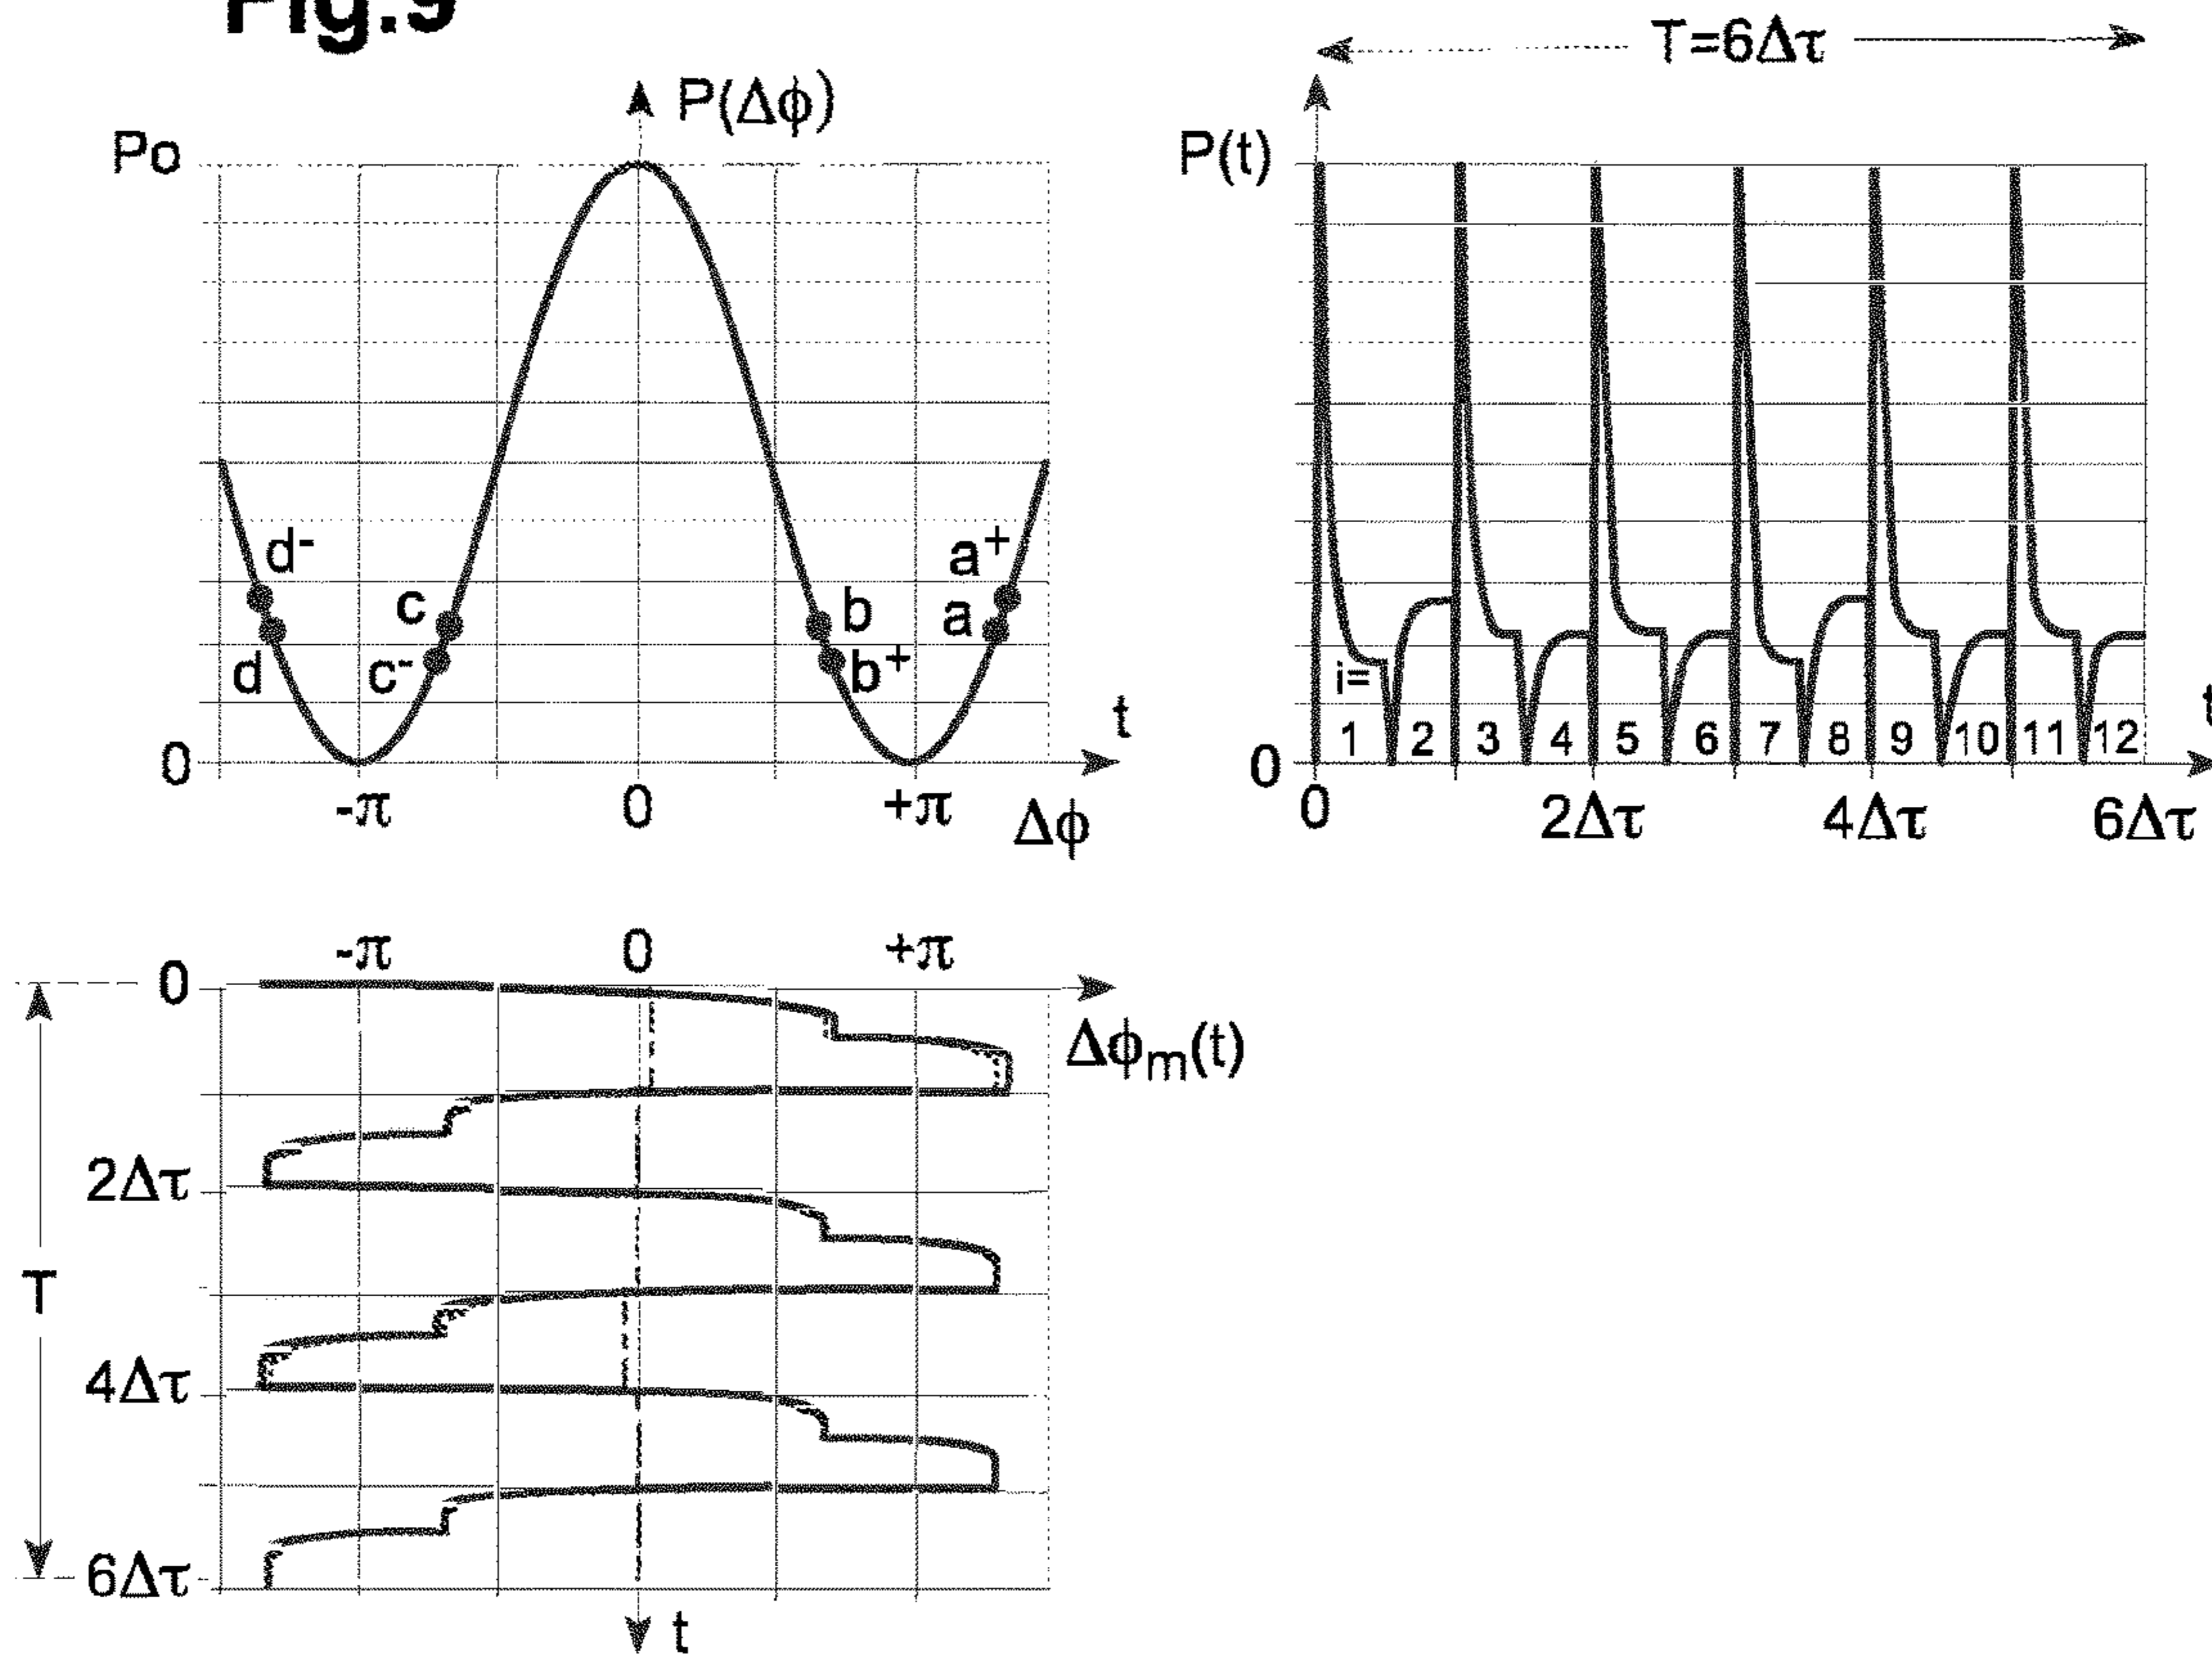 Fig.9
T=6Δτ
P(Δϕ)
Po
P(t)
d-
a+
c
b
a
d
c-
b+
i=
t
t
1 2 3 4 5 6 7 8 9 10 11 12
0
0
-π 0 +π Δϕ
0 2Δτ 4Δτ 6Δτ
-π 0 +π
0
Δϕm(t)
2Δτ
T
4Δτ
6Δτ
t